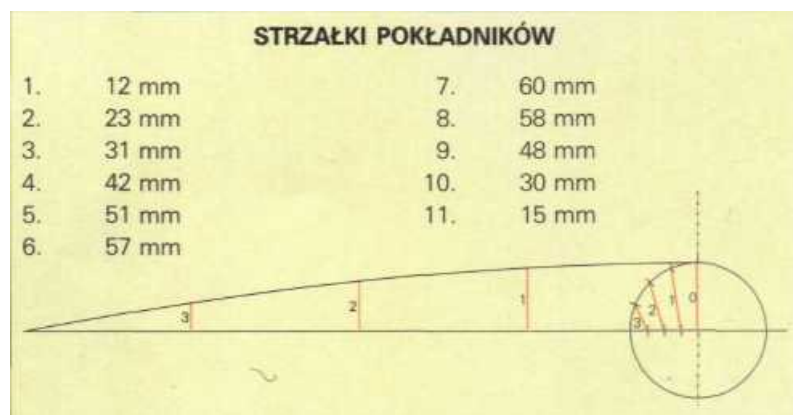 STRZAŁKI POKŁADNIKÓW
1. 12 mm
2. 23 mm
3. 31 mm
4. 42 mm
5. 51 mm
6. 57 mm
7. 60 mm
8. 58 mm
9. 48 mm
10. 30 mm
11. 15 mm
3 2 1 3 2 1 0